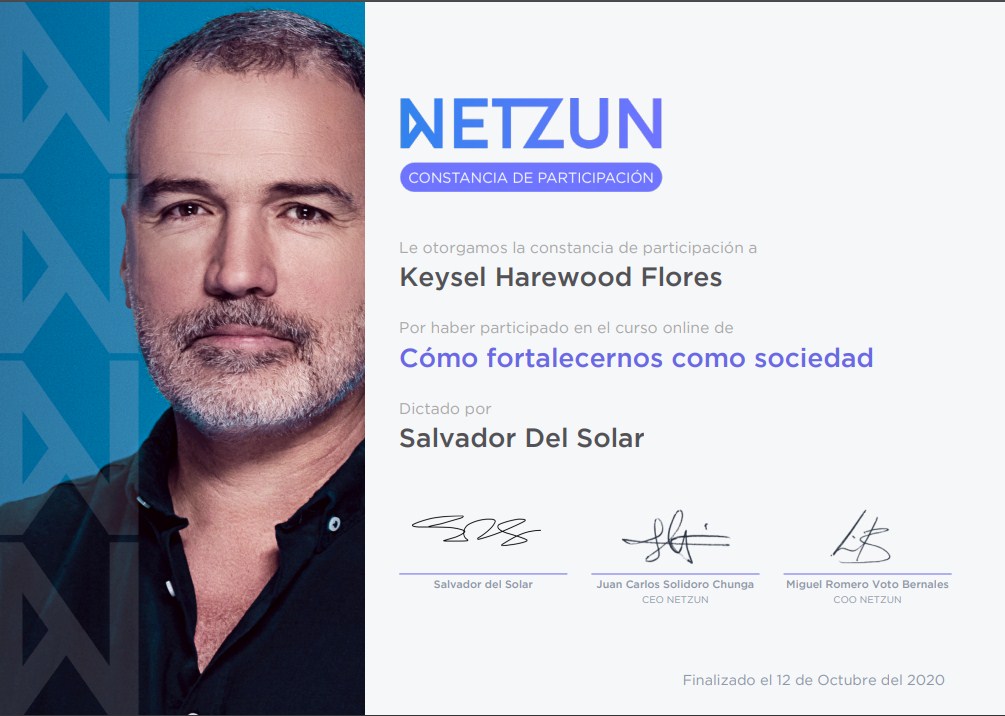 NETZUN
CONSTANCIA DE PARTICIPACIÓN
Le otorgamos la constancia de participación a
Keysel Harewood Flores
Por haber participado en el curso online de
Cómo fortalecernos como sociedad
Dictado por
Salvador Del Solar
Salvador del Solar
Juan Carlos Solidoro Chunga
CEO NETZUN
Miguel Romero Voto Bernales
COO NETZUN
Finalizado el 12 de Octubre del 2020